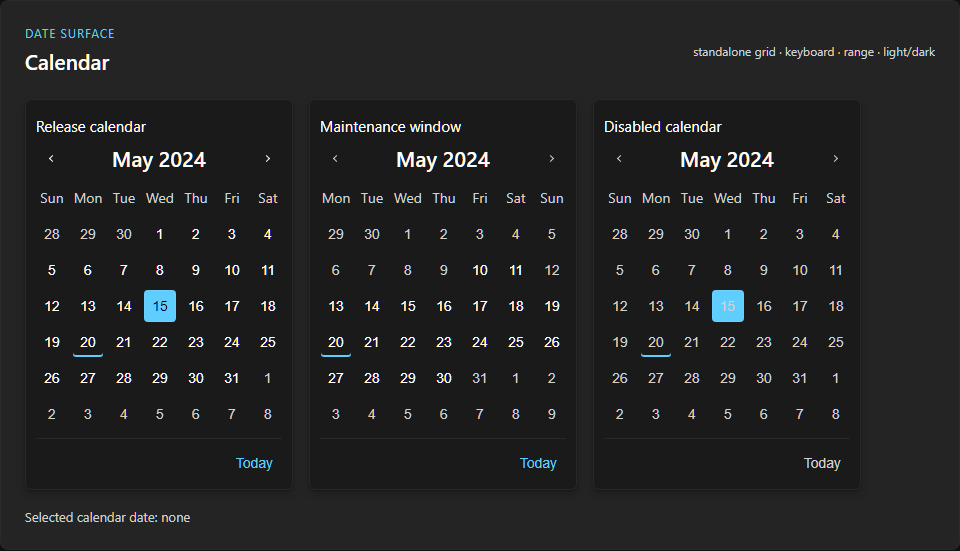 DATE SURFACE
Calendar
standalone grid · keyboard · range · light/dark
Release calendar
‹ May 2024 ›
Sun Mon Tue Wed Thu Fri Sat
28 29 30 1 2 3 4
5 6 7 8 9 10 11
12 13 14 15 16 17 18
19 20 21 22 23 24 25
26 27 28 29 30 31 1
2 3 4 5 6 7 8
Today
Maintenance window
‹ May 2024 ›
Mon Tue Wed Thu Fri Sat Sun
29 30 1 2 3 4 5
6 7 8 9 10 11 12
13 14 15 16 17 18 19
20 21 22 23 24 25 26
27 28 29 30 31 1 2
3 4 5 6 7 8 9
Today
Disabled calendar
‹ May 2024 ›
Sun Mon Tue Wed Thu Fri Sat
28 29 30 1 2 3 4
5 6 7 8 9 10 11
12 13 14 15 16 17 18
19 20 21 22 23 24 25
26 27 28 29 30 31 1
2 3 4 5 6 7 8
Today
Selected calendar date: none